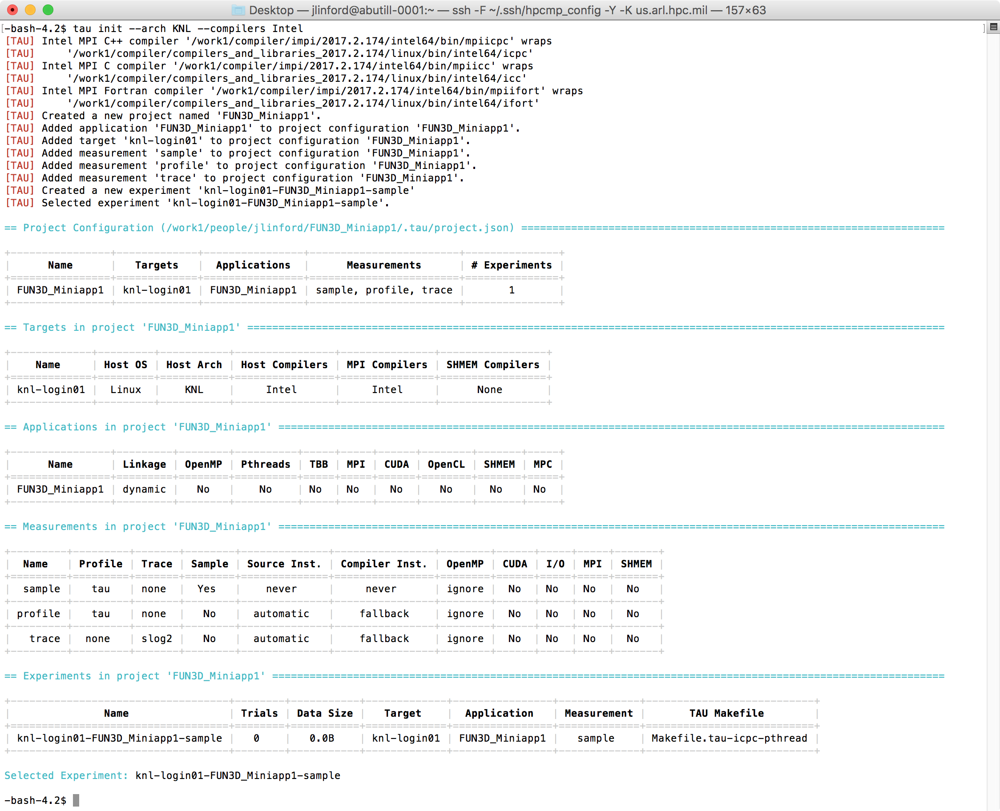 Desktop — jlinford@abutill-0001:~ — ssh -F ~/.ssh/hpcmp_config -Y -K us.arl.hpc.mil — 157×63
[-bash-4.2$ tau init --arch KNL --compilers Intel ]
[TAU] Intel MPI C++ compiler '/work1/compiler/impi/2017.2.174/intel64/bin/mpiicpc' wraps
[TAU]     '/work1/compiler/compilers_and_libraries_2017.2.174/linux/bin/intel64/icpc'
[TAU] Intel MPI C compiler '/work1/compiler/impi/2017.2.174/intel64/bin/mpiicc' wraps
[TAU]     '/work1/compiler/compilers_and_libraries_2017.2.174/linux/bin/intel64/icc'
[TAU] Intel MPI Fortran compiler '/work1/compiler/impi/2017.2.174/intel64/bin/mpiifort' wraps
[TAU]     '/work1/compiler/compilers_and_libraries_2017.2.174/linux/bin/intel64/ifort'
[TAU] Created a new project named 'FUN3D_Miniapp1'.
[TAU] Added application 'FUN3D_Miniapp1' to project configuration 'FUN3D_Miniapp1'.
[TAU] Added target 'knl-login01' to project configuration 'FUN3D_Miniapp1'.
[TAU] Added measurement 'sample' to project configuration 'FUN3D_Miniapp1'.
[TAU] Added measurement 'profile' to project configuration 'FUN3D_Miniapp1'.
[TAU] Added measurement 'trace' to project configuration 'FUN3D_Miniapp1'.
[TAU] Created a new experiment 'knl-login01-FUN3D_Miniapp1-sample'
[TAU] Selected experiment 'knl-login01-FUN3D_Miniapp1-sample'.
== Project Configuration (/work1/people/jlinford/FUN3D_Miniapp1/.tau/project.json) ==
| Name | Targets | Applications | Measurements | # Experiments |
| FUN3D_Miniapp1 | knl-login01 | FUN3D_Miniapp1 | sample, profile, trace | 1 |
== Targets in project 'FUN3D_Miniapp1' ==
| Name | Host OS | Host Arch | Host Compilers | MPI Compilers | SHMEM Compilers |
| knl-login01 | Linux | KNL | Intel | Intel | None |
== Applications in project 'FUN3D_Miniapp1' ==
| Name | Linkage | OpenMP | Pthreads | TBB | MPI | CUDA | OpenCL | SHMEM | MPC |
| FUN3D_Miniapp1 | dynamic | No | No | No | No | No | No | No | No |
== Measurements in project 'FUN3D_Miniapp1' ==
| Name | Profile | Trace | Sample | Source Inst. | Compiler Inst. | OpenMP | CUDA | I/O | MPI | SHMEM |
| sample | tau | none | Yes | never | never | ignore | No | No | No | No |
| profile | tau | none | No | automatic | fallback | ignore | No | No | No | No |
| trace | none | slog2 | No | automatic | fallback | ignore | No | No | No | No |
== Experiments in project 'FUN3D_Miniapp1' ==
| Name | Trials | Data Size | Target | Application | Measurement | TAU Makefile |
| knl-login01-FUN3D_Miniapp1-sample | 0 | 0.0B | knl-login01 | FUN3D_Miniapp1 | sample | Makefile.tau-icpc-pthread |
Selected Experiment: knl-login01-FUN3D_Miniapp1-sample
-bash-4.2$